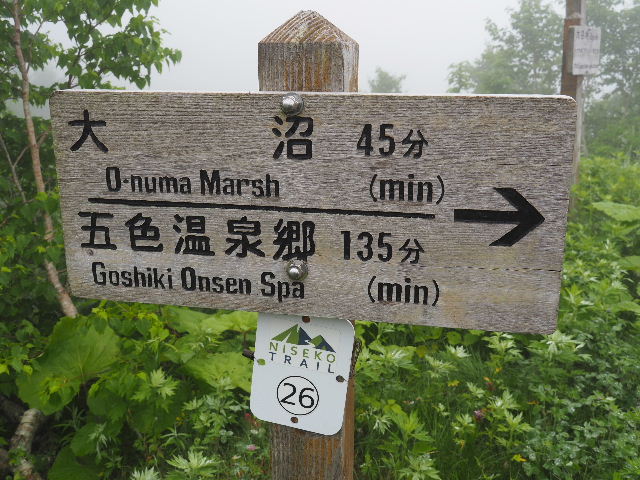 大沼 45分
O-numa Marsh (min)
五色温泉郷 135分
Goshiki Onsen Spa (min)
NISEKO
TRAIL
26